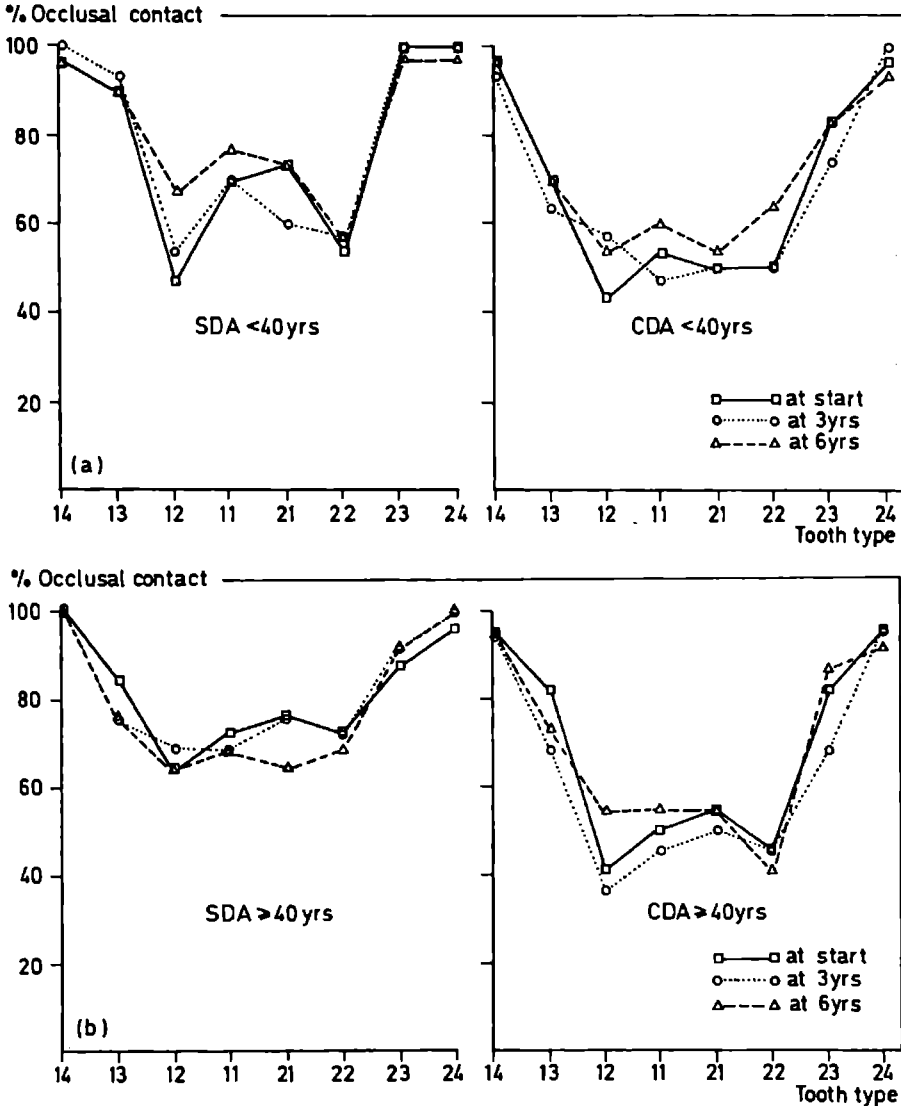 % Occlusal contact
100
80
60
40
20
SDA <40yrs
CDA <40yrs
at start
at 3yrs
at 6yrs
(a)
14 13 12 11 21 22 23 24
14 13 12 11 21 22 23 24
Tooth type
% Occlusal contact
100
80
60
40
20
SDA ⩾ 40 yrs
CDA ⩾ 40yrs
at start
at 3yrs
at 6yrs
(b)
14 13 12 11 21 22 23 24
14 13 12 11 21 22 23 24
Tooth type